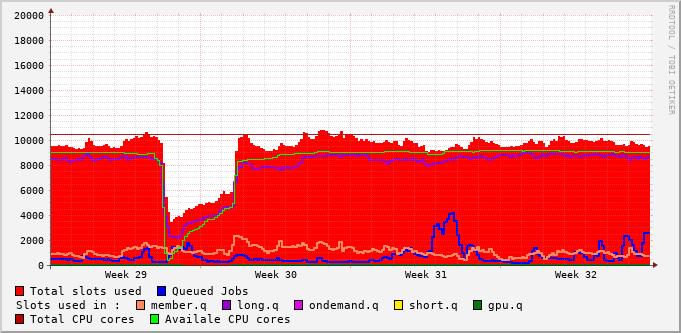 20000
18000
16000
14000
12000
10000
8000
6000
4000
2000
0
Week 29 Week 30 Week 31 Week 32
Total slots used Queued Jobs
Slots used in : member.q long.q ondemand.q short.q gpu.q
Total CPU cores Availale CPU cores
RRDTOOL / TOBI OETIKER